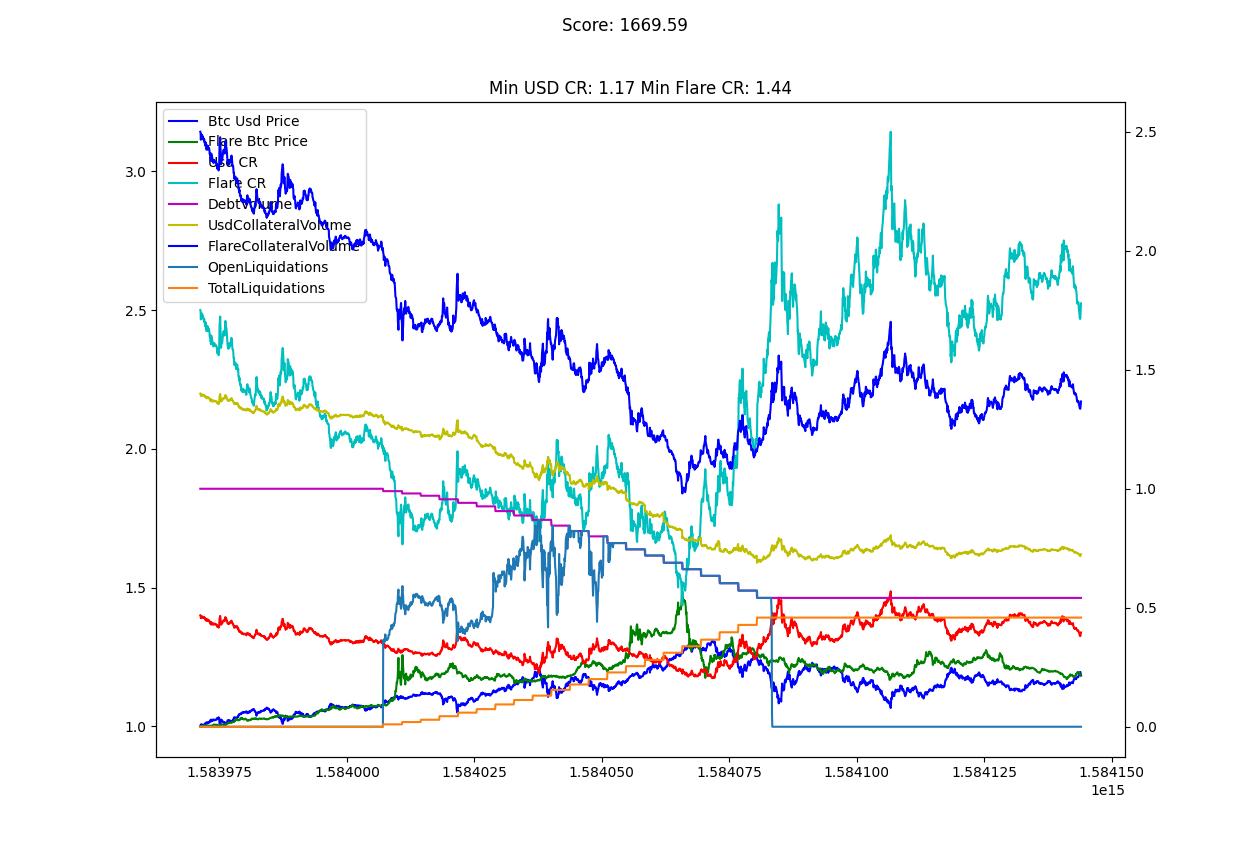 Score: 1669.59
Min USD CR: 1.17 Min Flare CR: 1.44
Btc Usd Price
Flare Btc Price
Usd CR
Flare CR
DebtVolume
UsdCollateralVolume
FlareCollateralVolume
OpenLiquidations
TotalLiquidations
3.0
2.5
2.0
1.5
1.0
2.5
2.0
1.5
1.0
0.5
0.0
1.583975 1.584000 1.584025 1.584050 1.584075 1.584100 1.584125 1.584150
1e15